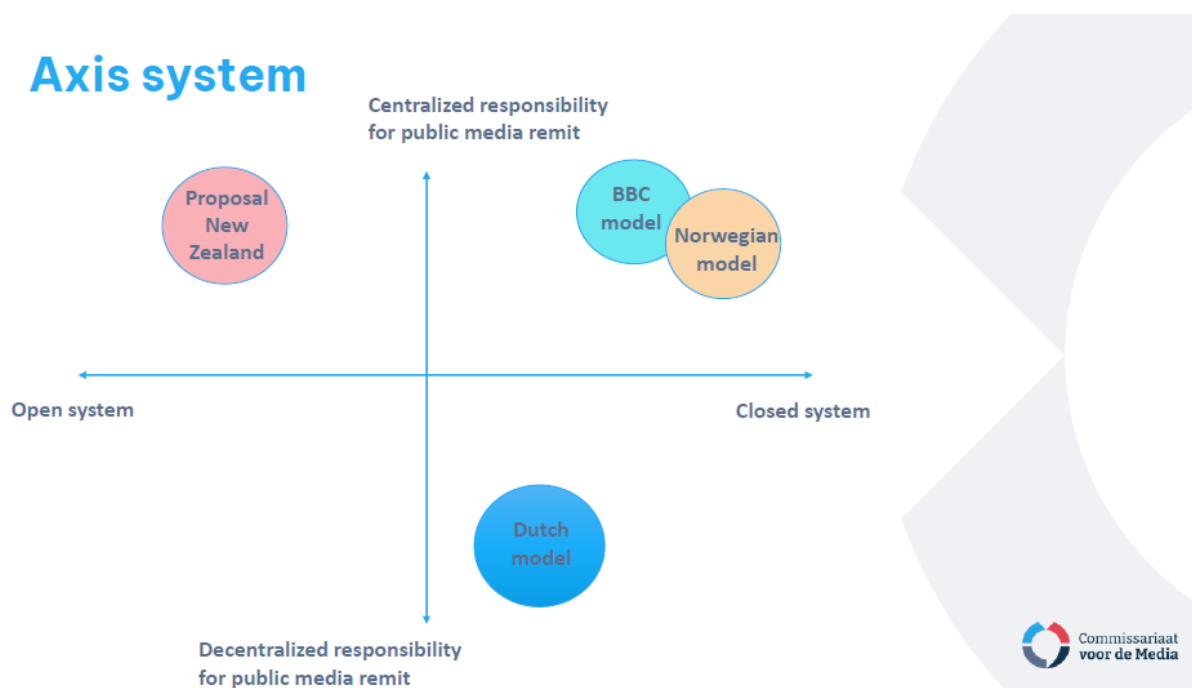 Axis system
Centralized responsibility
for public media remit
Proposal
New
Zealand
BBC
model
Norwegian
model
Open system
Closed system
Dutch
model
Decentralized responsibility
for public media remit
Commissariaat
voor de Media